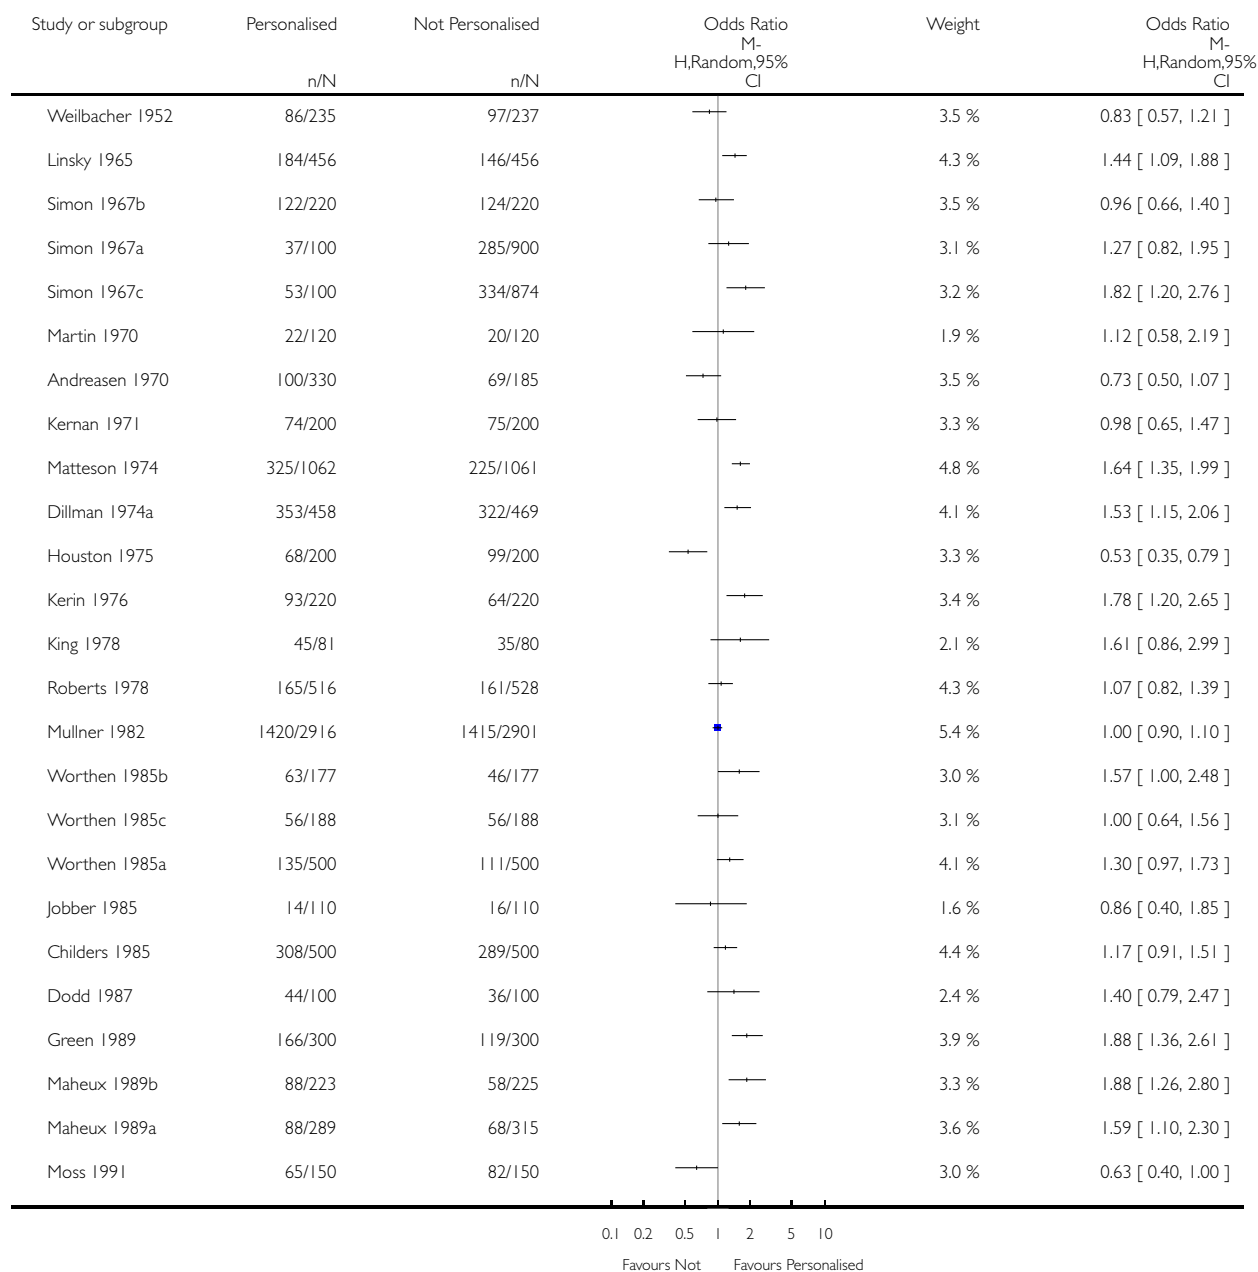 Study or subgroup Personalised Not Personalised Odds Ratio Weight Odds Ratio
M- M-
H,Random,95% H,Random,95%
n/N n/N CI CI
Weilbacher 1952 86/235 97/237 3.5 % 0.83 [ 0.57, 1.21 ]
Linsky 1965 184/456 146/456 4.3 % 1.44 [ 1.09, 1.88 ]
Simon 1967b 122/220 124/220 3.5 % 0.96 [ 0.66, 1.40 ]
Simon 1967a 37/100 285/900 3.1 % 1.27 [ 0.82, 1.95 ]
Simon 1967c 53/100 334/874 3.2 % 1.82 [ 1.20, 2.76 ]
Martin 1970 22/120 20/120 1.9 % 1.12 [ 0.58, 2.19 ]
Andreasen 1970 100/330 69/185 3.5 % 0.73 [ 0.50, 1.07 ]
Kernan 1971 74/200 75/200 3.3 % 0.98 [ 0.65, 1.47 ]
Matteson 1974 325/1062 225/1061 4.8 % 1.64 [ 1.35, 1.99 ]
Dillman 1974a 353/458 322/469 4.1 % 1.53 [ 1.15, 2.06 ]
Houston 1975 68/200 99/200 3.3 % 0.53 [ 0.35, 0.79 ]
Kerin 1976 93/220 64/220 3.4 % 1.78 [ 1.20, 2.65 ]
King 1978 45/81 35/80 2.1 % 1.61 [ 0.86, 2.99 ]
Roberts 1978 165/516 161/528 4.3 % 1.07 [ 0.82, 1.39 ]
Mullner 1982 1420/2916 1415/2901 5.4 % 1.00 [ 0.90, 1.10 ]
Worthen 1985b 63/177 46/177 3.0 % 1.57 [ 1.00, 2.48 ]
Worthen 1985c 56/188 56/188 3.1 % 1.00 [ 0.64, 1.56 ]
Worthen 1985a 135/500 111/500 4.1 % 1.30 [ 0.97, 1.73 ]
Jobber 1985 14/110 16/110 1.6 % 0.86 [ 0.40, 1.85 ]
Childers 1985 308/500 289/500 4.4 % 1.17 [ 0.91, 1.51 ]
Dodd 1987 44/100 36/100 2.4 % 1.40 [ 0.79, 2.47 ]
Green 1989 166/300 119/300 3.9 % 1.88 [ 1.36, 2.61 ]
Maheux 1989b 88/223 58/225 3.3 % 1.88 [ 1.26, 2.80 ]
Maheux 1989a 88/289 68/315 3.6 % 1.59 [ 1.10, 2.30 ]
Moss 1991 65/150 82/150 3.0 % 0.63 [ 0.40, 1.00 ]
0.1 0.2 0.5 1 2 5 10
Favours Not Favours Personalised